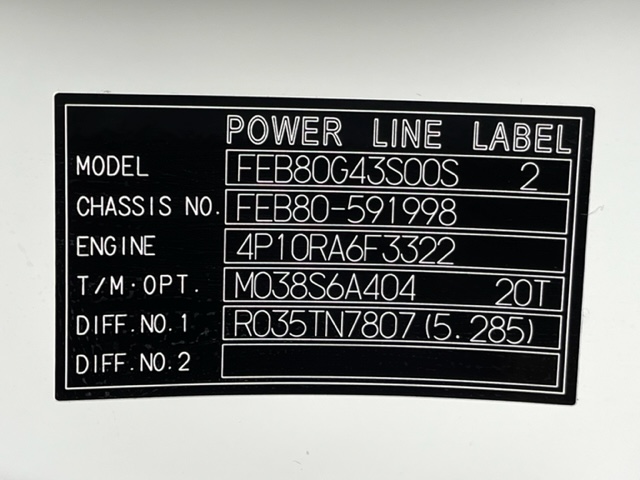 POWER LINE LABEL
MODEL FEB80G43S00S 2
CHASSIS NO. FEB80-591998
ENGINE 4P10RA6F3322
T/M·OPT. M038S6A404 20T
DIFF.NO.1 R035TN7807(5.285)
DIFF.NO.2